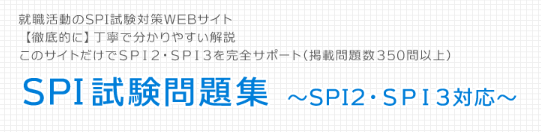 就職活動のSPI試験対策WEBサイト
【徹底的に】丁寧で分かりやすい解説
このサイトだけでＳＰＩ２・ＳＰＩ３を完全サポート（掲載問題数３５０問以上）
SPI試験問題集 ～SPI2・ＳＰＩ３対応～